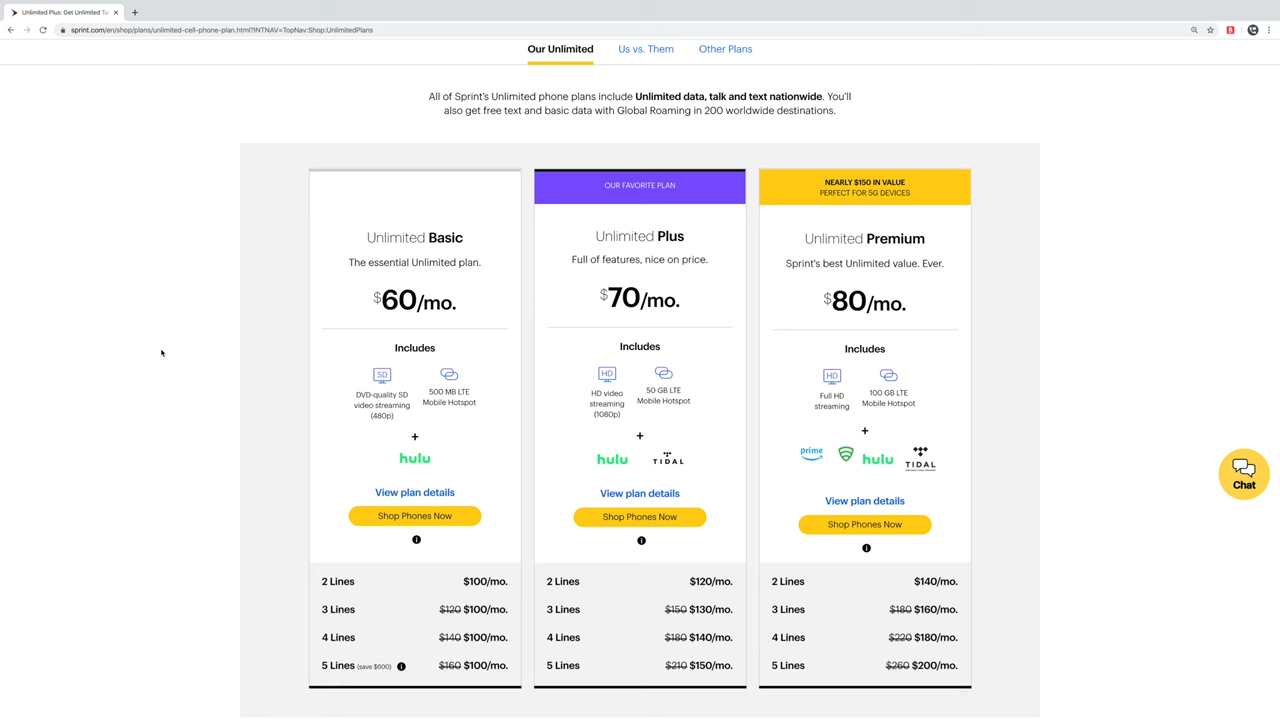 Unlimited Plus: Get Unlimited Ta
sprint.com/en/shop/plans/unlimited-cell-phone-plan.html?INTNAV=TopNav:Shop:UnlimitedPlans
Our Unlimited
Us vs. Them
Other Plans
All of Sprint's Unlimited phone plans include Unlimited data, talk and text nationwide. You'll
also get free text and basic data with Global Roaming in 200 worldwide destinations.
Unlimited Basic
The essential Unlimited plan.
$60/mo.
Includes
SD
DVD-quality SD
video streaming
(480p)
500 MB LTE
Mobile Hotspot
+
hulu
View plan details
Shop Phones Now
i
2 Lines $100/mo.
3 Lines $120 $100/mo.
4 Lines $140 $100/mo.
5 Lines (save $600) i $160 $100/mo.
OUR FAVORITE PLAN
Unlimited Plus
Full of features, nice on price.
$70/mo.
Includes
HD
HD video
streaming
(1080p)
50 GB LTE
Mobile Hotspot
+
hulu
TIDAL
View plan details
Shop Phones Now
i
2 Lines $120/mo.
3 Lines $150 $130/mo.
4 Lines $180 $140/mo.
5 Lines $210 $150/mo.
NEARLY $150 IN VALUE
PERFECT FOR 5G DEVICES
Unlimited Premium
Sprint's best Unlimited value. Ever.
$80/mo.
Includes
HD
Full HD
streaming
100 GB LTE
Mobile Hotspot
+
prime
hulu
TIDAL
View plan details
Shop Phones Now
i
2 Lines $140/mo.
3 Lines $180 $160/mo.
4 Lines $220 $180/mo.
5 Lines $260 $200/mo.
Chat